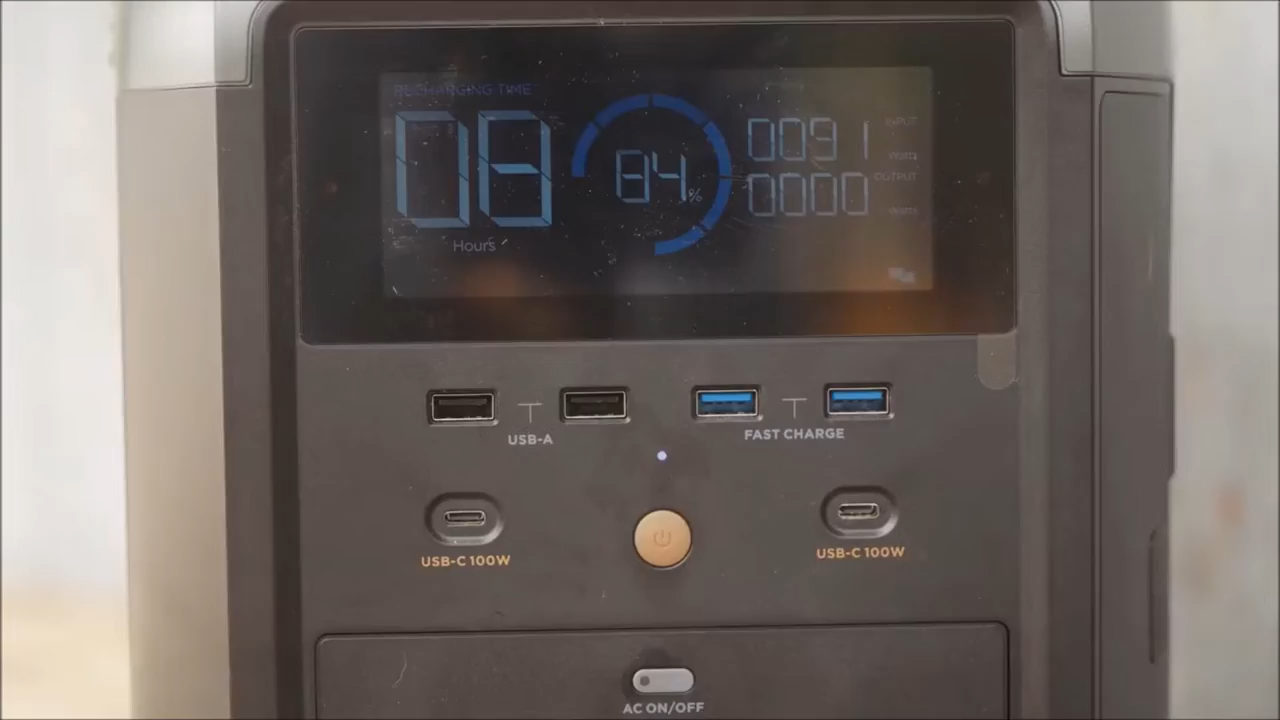 RECHARGING TIME
08
Hours
84%
0091 INPUT Watts
0000 OUTPUT Watts
USB-A
FAST CHARGE
USB-C 100W
USB-C 100W
AC ON/OFF